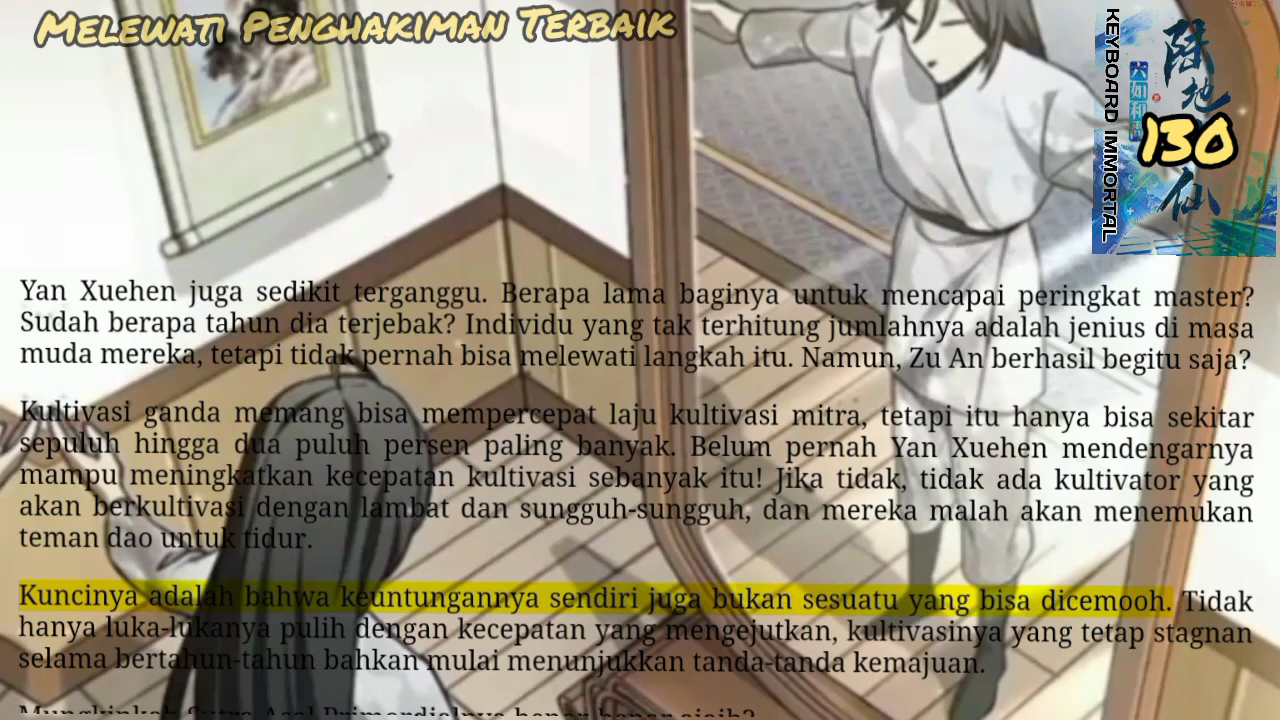 Melewati Penghakiman Terbaik
KEYBOARD IMMORTAL
陆地
130
仙
Yan Xuehen juga sedikit terganggu. Berapa lama baginya untuk mencapai peringkat master?
Sudah berapa tahun dia terjebak? Individu yang tak terhitung jumlahnya adalah jenius di masa
muda mereka, tetapi tidak pernah bisa melewati langkah itu. Namun, Zu An berhasil begitu saja?
Kultivasi ganda memang bisa mempercepat laju kultivasi mitra, tetapi itu hanya bisa sekitar
sepuluh hingga dua puluh persen paling banyak. Belum pernah Yan Xuehen mendengarnya
mampu meningkatkan kecepatan kultivasi sebanyak itu! Jika tidak, tidak ada kultivator yang
akan berkultivasi dengan lambat dan sungguh-sungguh, dan mereka malah akan menemukan
teman dao untuk tidur.
Kuncinya adalah bahwa keuntungannya sendiri juga bukan sesuatu yang bisa dicemooh. Tidak
hanya luka-lukanya pulih dengan kecepatan yang mengejutkan, kultivasinya yang tetap stagnan
selama bertahun-tahun bahkan mulai menunjukkan tanda-tanda kemajuan.